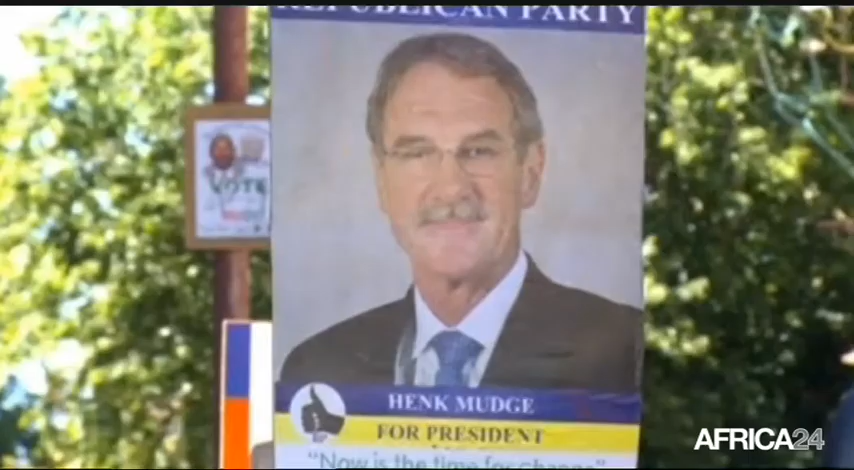 REPUBLICAN PARTY
VOTE
HENK MUDGE
FOR PRESIDENT
"Now is the time for change"
AFRICA24